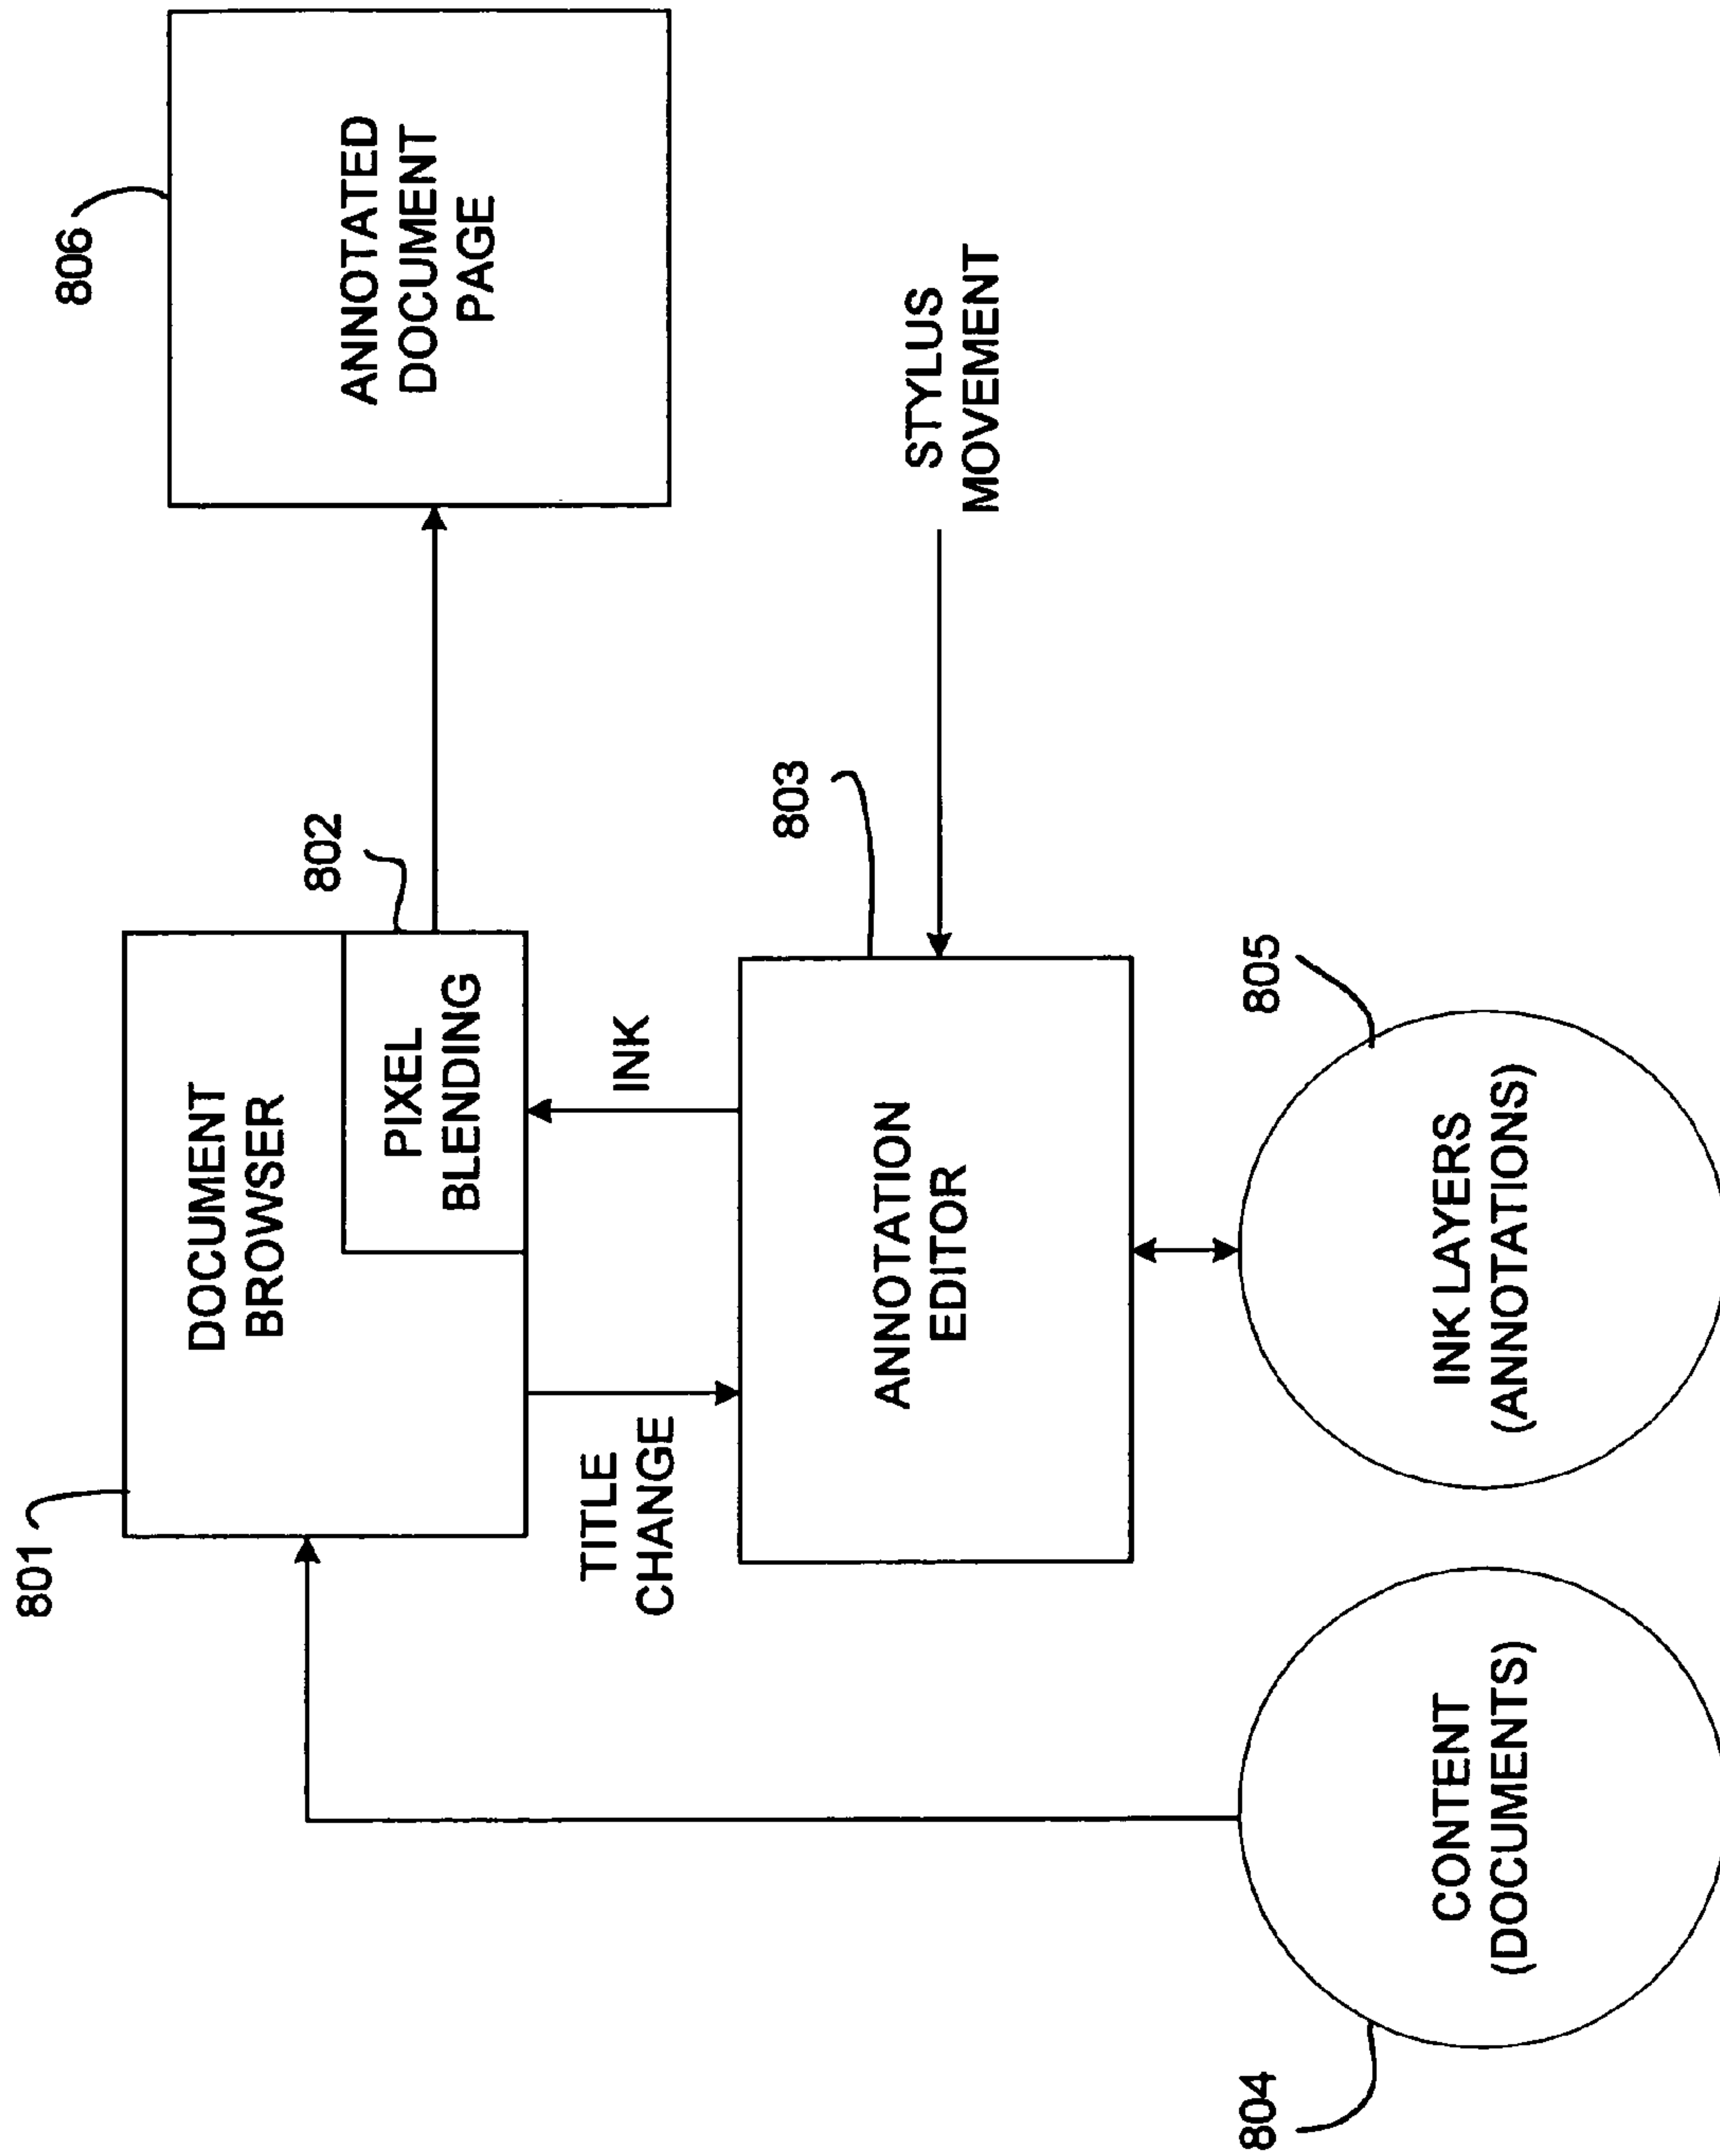 801
DOCUMENT
BROWSER
802
PIXEL
BLENDING
806
ANNOTATED
DOCUMENT
PAGE
TITLE
CHANGE
INK
803
ANNOTATION
EDITOR
STYLUS
MOVEMENT
804
CONTENT
(DOCUMENTS)
805
INK LAYERS
(ANNOTATIONS)